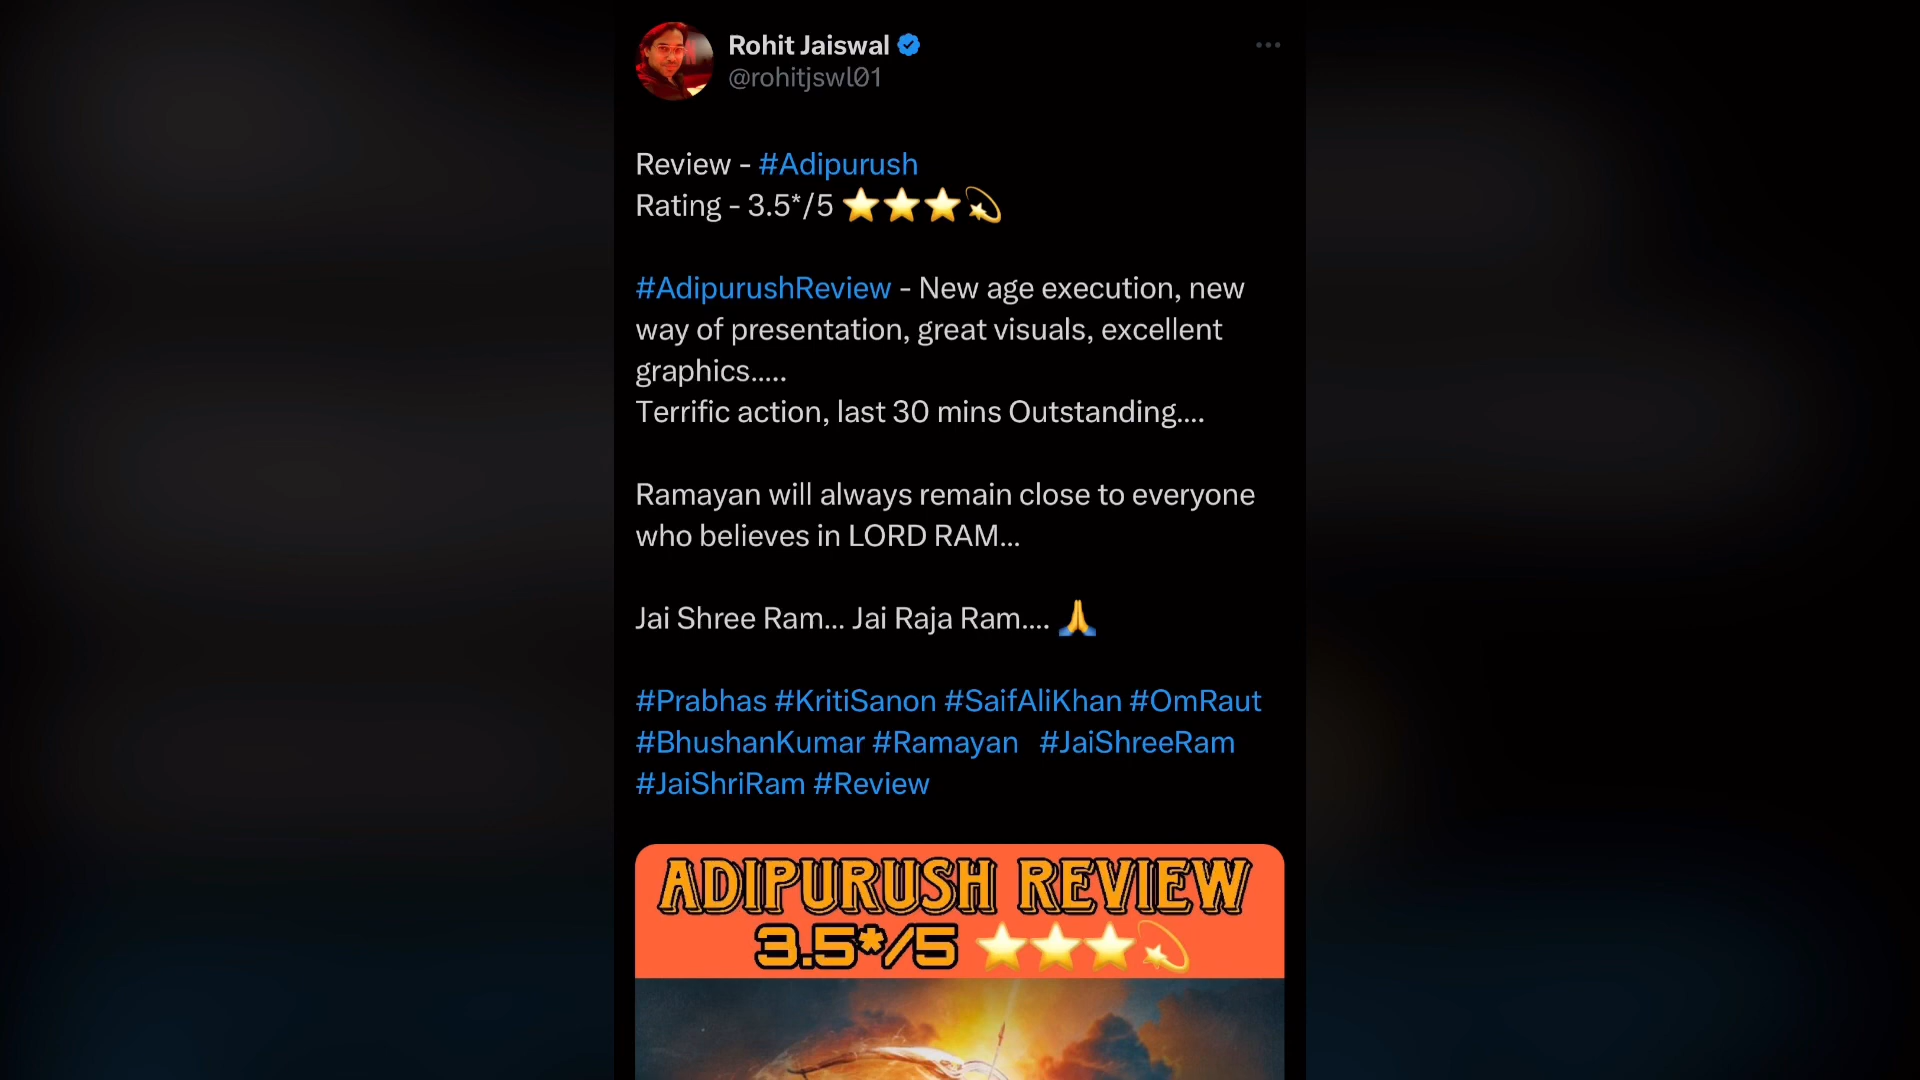 Rohit Jaiswal
@rohitjswl01
Review - #Adipurush
Rating - 3.5*/5 ⭐⭐⭐💫
#AdipurushReview - New age execution, new
way of presentation, great visuals, excellent
graphics.....
Terrific action, last 30 mins Outstanding....
Ramayan will always remain close to everyone
who believes in LORD RAM...
Jai Shree Ram... Jai Raja Ram.... 🙏
#Prabhas #KritiSanon #SaifAliKhan #OmRaut
#BhushanKumar #Ramayan #JaiShreeRam
#JaiShriRam #Review
ADIPURUSH REVIEW
3.5*/5 ⭐⭐⭐💫